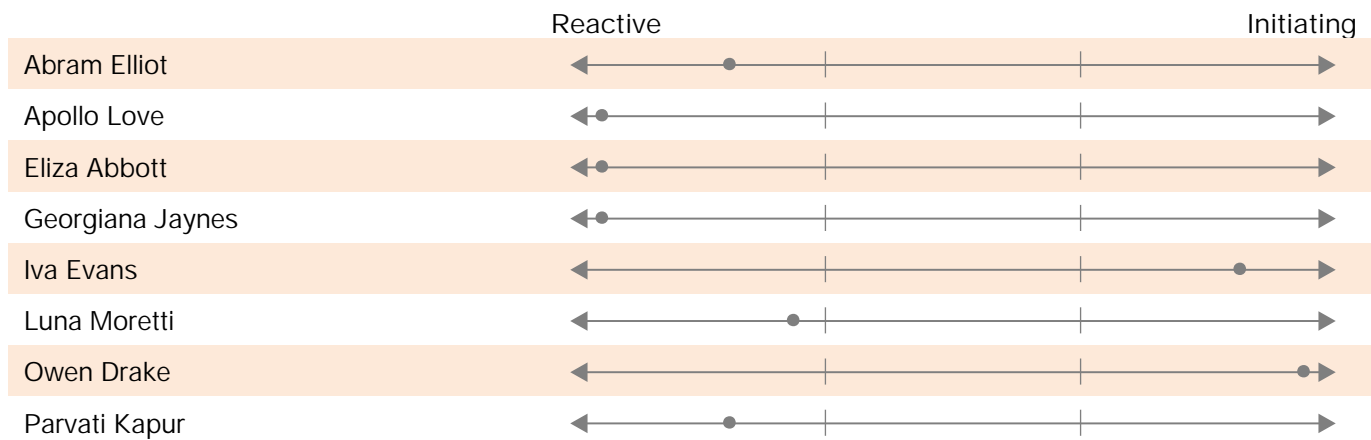 Reactive Initiating
Abram Elliot
Apollo Love
Eliza Abbott
Georgiana Jaynes
Iva Evans
Luna Moretti
Owen Drake
Parvati Kapur